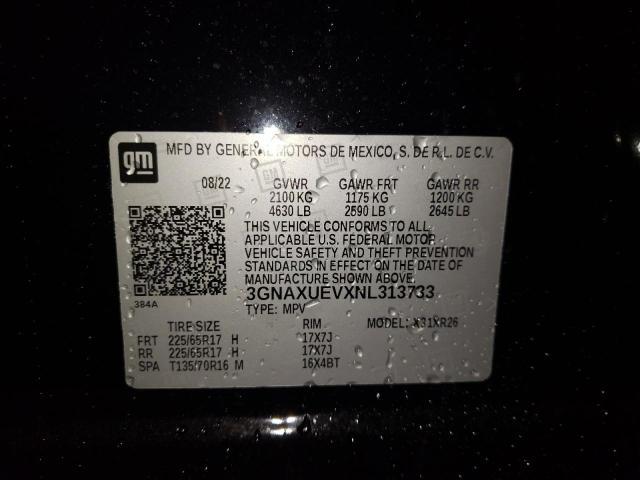 gm MFD BY GENERAL MOTORS DE MEXICO, S. DE R.L. DE C.V.
08/22 GVWR GAWR FRT GAWR RR
2100 KG 1175 KG 1200 KG
4630 LB 2590 LB 2645 LB
THIS VEHICLE CONFORMS TO ALL
APPLICABLE U.S. FEDERAL MOTOR
VEHICLE SAFETY AND THEFT PREVENTION
STANDARDS IN EFFECT ON THE DATE OF
MANUFACTURE SHOWN ABOVE.
384A
3GNAXUEVXNL313733
TYPE: MPV MODEL: X31XR26
TIRE SIZE RIM
FRT 225/65R17 H 17X7J
RR 225/65R17 H 17X7J
SPA T135/70R16 M 16X4BT